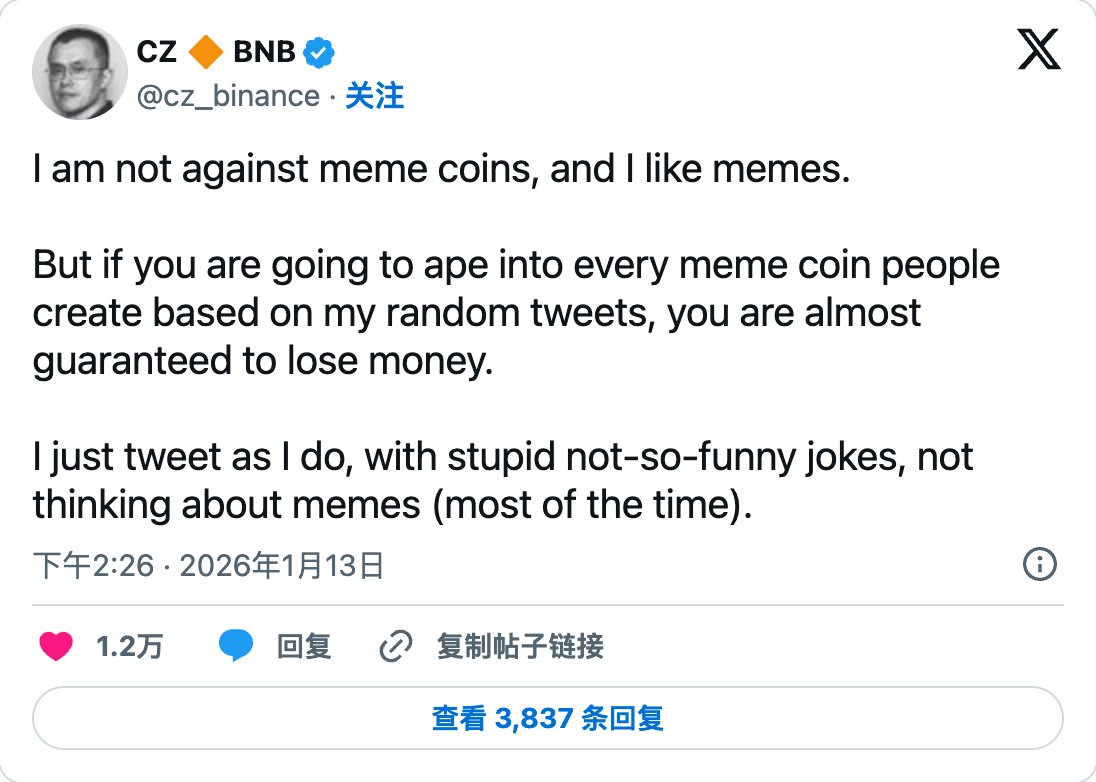 CZ 🔶 BNB
@cz_binance · 关注
I am not against meme coins, and I like memes.
But if you are going to ape into every meme coin people
create based on my random tweets, you are almost
guaranteed to lose money.
I just tweet as I do, with stupid not-so-funny jokes, not
thinking about memes (most of the time).
下午2:26 · 2026年1月13日
1.2万 回复 复制帖子链接
查看 3,837 条回复